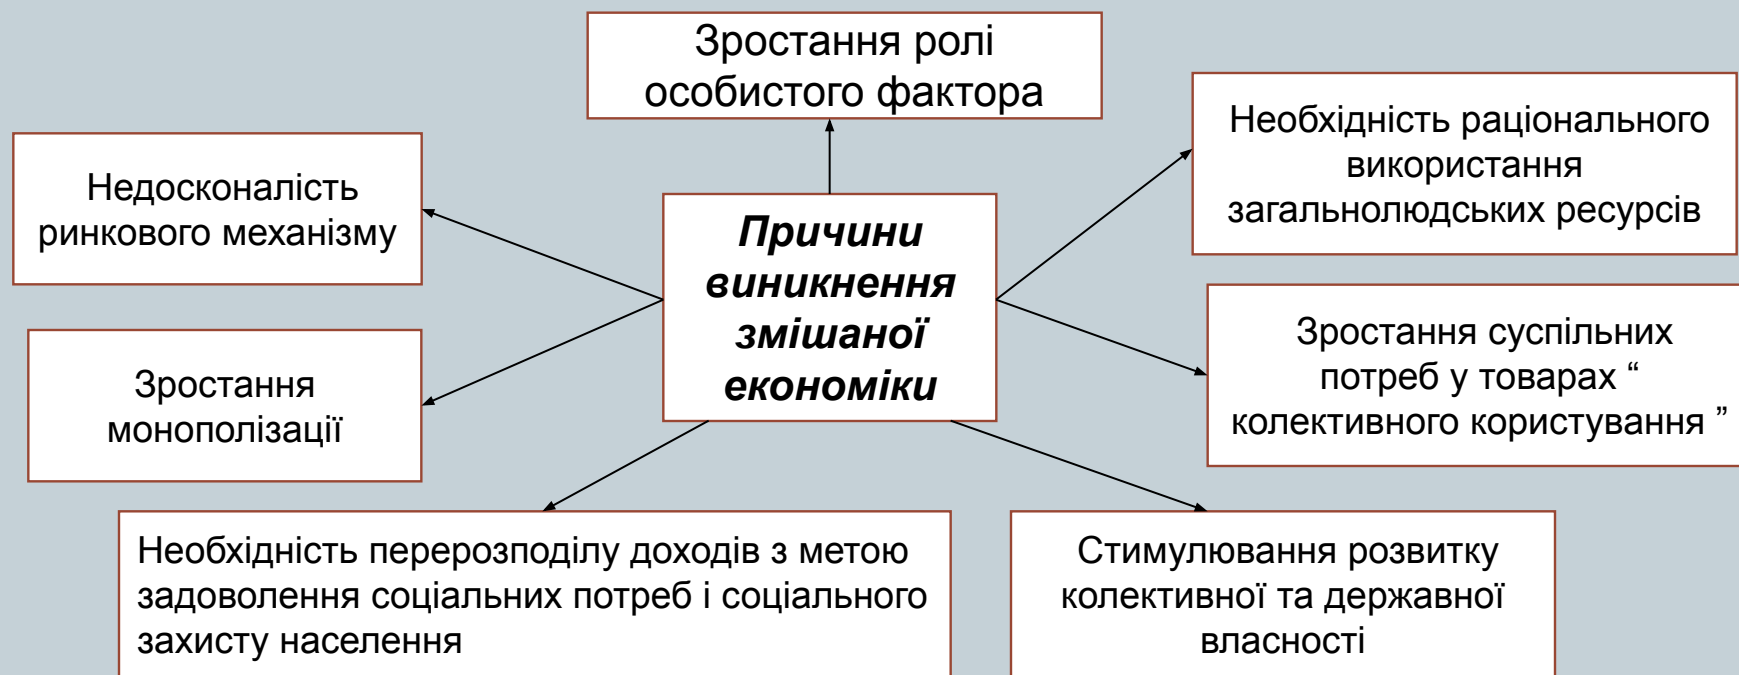 Зростання ролі
особистого фактора
Необхідність раціонального
використання
загальнолюдських ресурсів
Недосконалість
ринкового механізму
Причини
виникнення
змішаної
економіки
Зростання суспільних
потреб у товарах “
колективного користування ”
Зростання
монополізації
Необхідність перерозподілу доходів з метою
задоволення соціальних потреб і соціального
захисту населення
Стимулювання розвитку
колективної та державної
власності